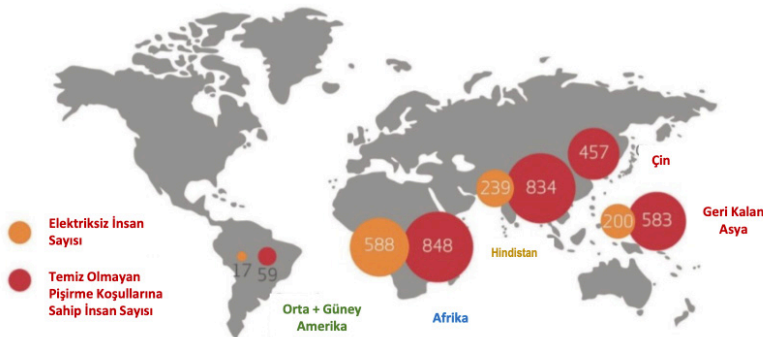 457
Çin
239
834
Elektriksiz İnsan
Sayısı
588
848
200
583
Geri Kalan
Asya
Hindistan
17
59
Temiz Olmayan
Pişirme Koşullarına
Sahip İnsan Sayısı
Orta + Güney
Amerika
Afrika